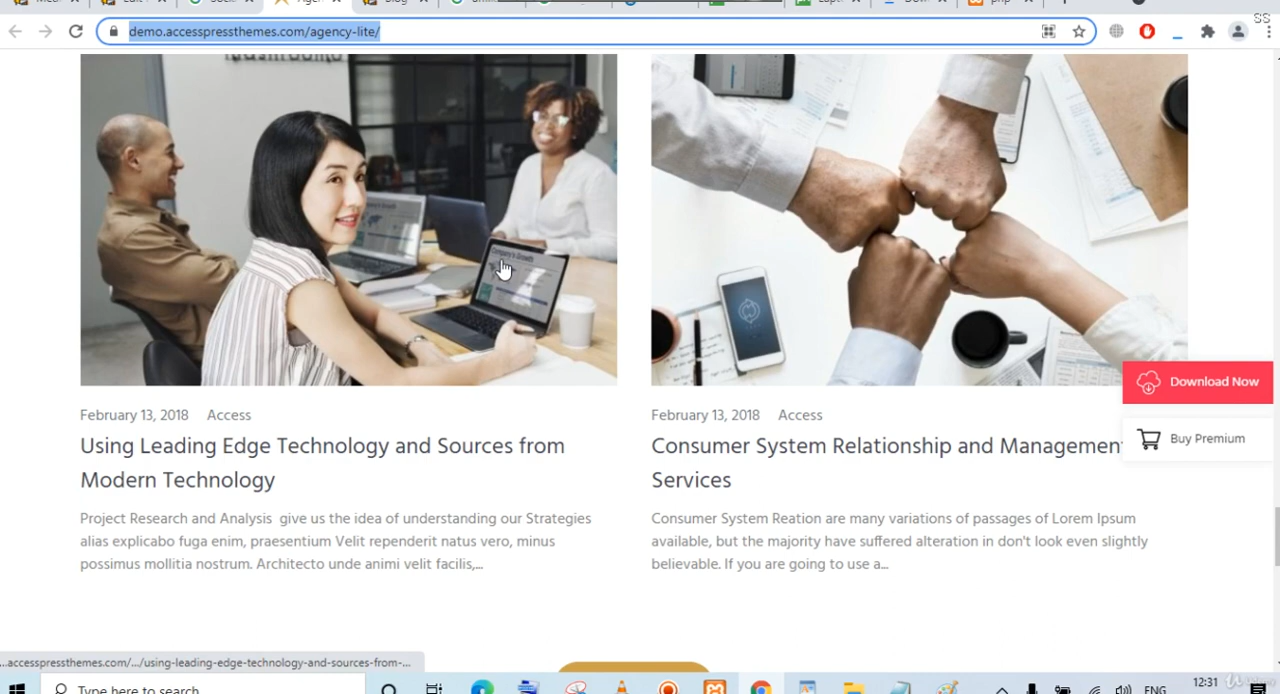 demo.accesspressthemes.com/agency-lite/
SS
Company's Growth
February 13, 2018 Access
Using Leading Edge Technology and Sources from
Modern Technology
Project Research and Analysis give us the idea of understanding our Strategies
alias explicabo fuga enim, praesentium Velit rependerit natus vero, minus
possimus mollitia nostrum. Architecto unde animi velit facilis,...
February 13, 2018 Access
Consumer System Relationship and Management
Services
Consumer System Reation are many variations of passages of Lorem Ipsum
available, but the majority have suffered alteration in don't look even slightly
believable. If you are going to use a...
Download Now
Buy Premium
...accesspressthemes.com/.../using-leading-edge-technology-and-sources-from-...
Type here to search
ENG
12:31